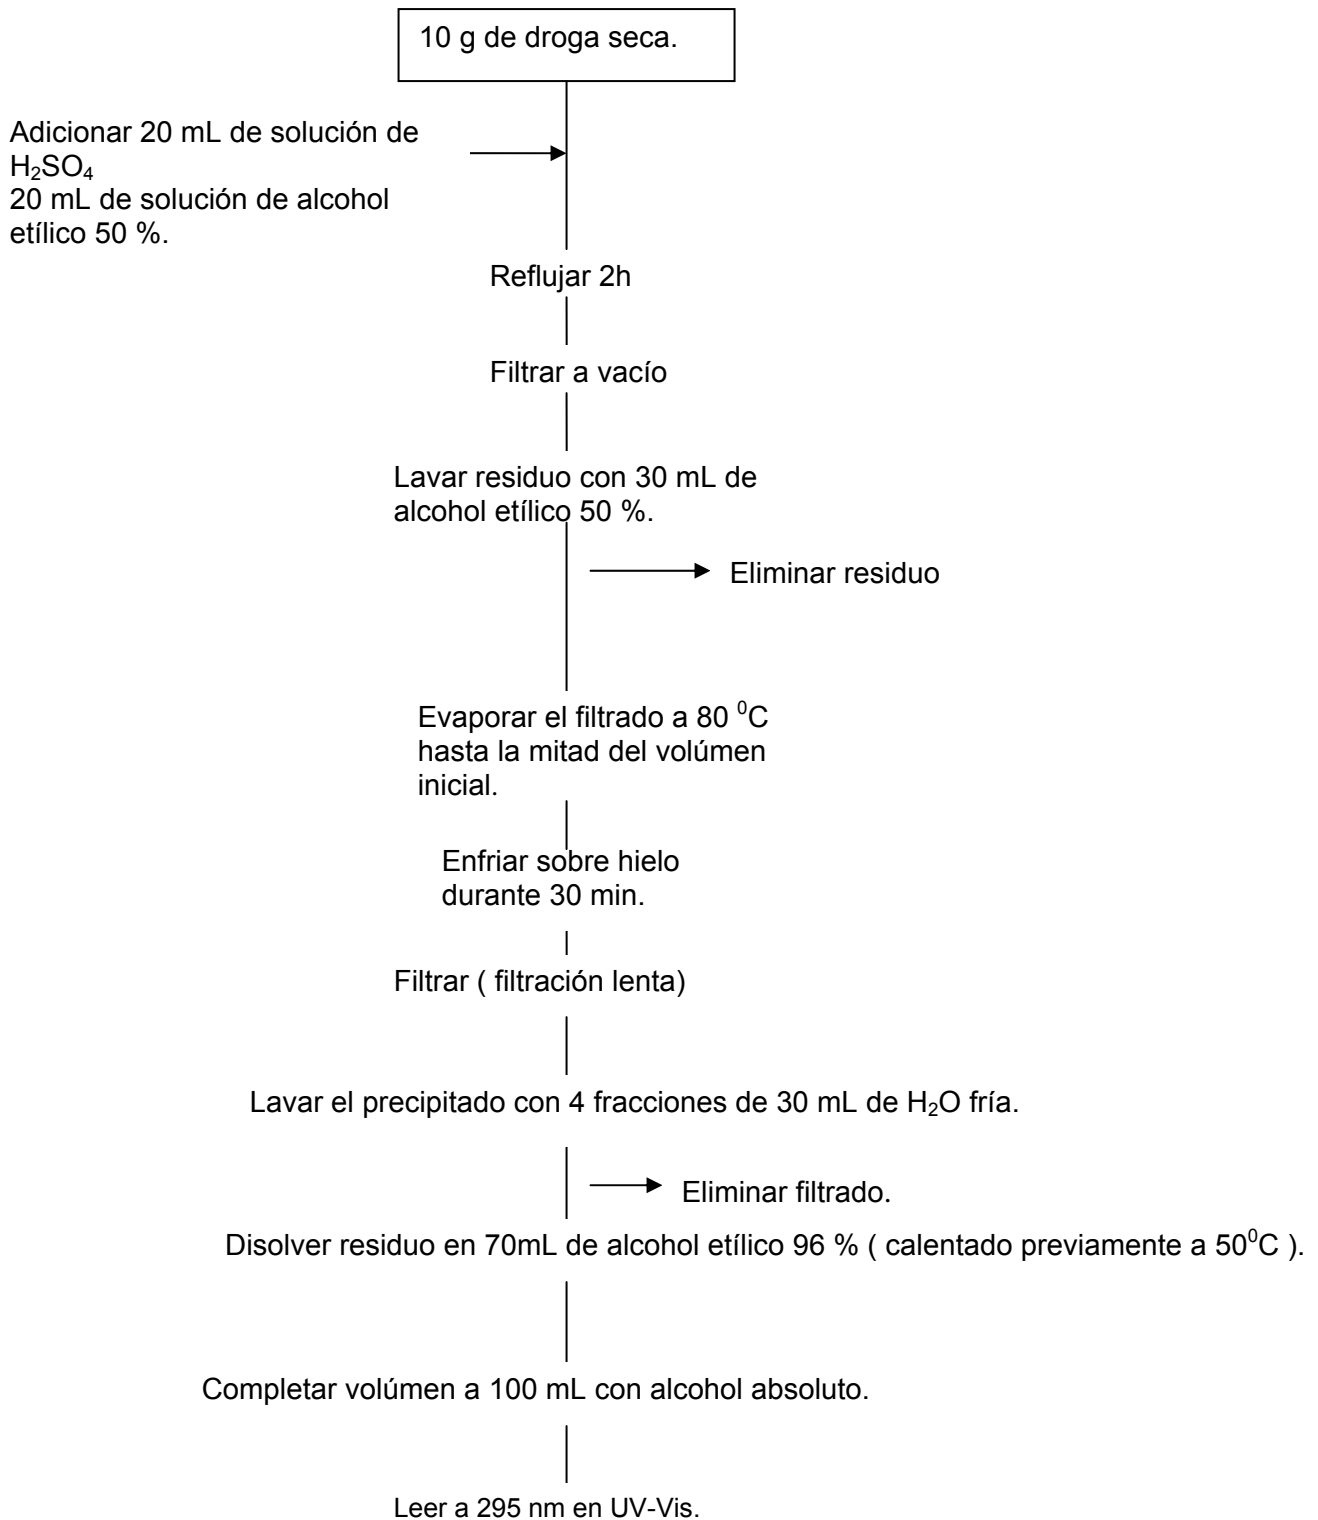 10 g de droga seca.
Adicionar 20 mL de solución de
H₂SO₄
20 mL de solución de alcohol
etílico 50 %.
Reflujar 2h
Filtrar a vacío
Lavar residuo con 30 mL de
alcohol etílico 50 %.
Eliminar residuo
Evaporar el filtrado a 80 ⁰C
hasta la mitad del volúmen
inicial.
Enfriar sobre hielo
durante 30 min.
Filtrar ( filtración lenta)
Lavar el precipitado con 4 fracciones de 30 mL de H₂O fría.
Eliminar filtrado.
Disolver residuo en 70mL de alcohol etílico 96 % ( calentado previamente a 50⁰C ).
Completar volúmen a 100 mL con alcohol absoluto.
Leer a 295 nm en UV-Vis.